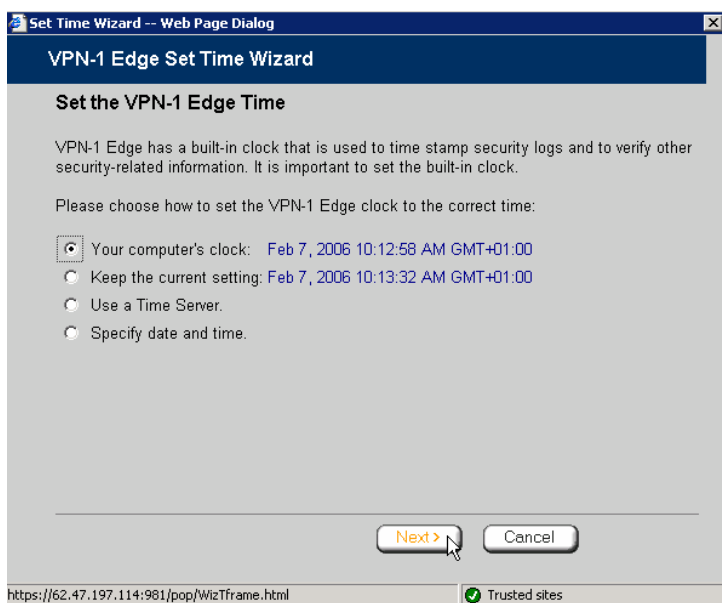 Set Time Wizard -- Web Page Dialog
VPN-1 Edge Set Time Wizard
Set the VPN-1 Edge Time
VPN-1 Edge has a built-in clock that is used to time stamp security logs and to verify other
security-related information. It is important to set the built-in clock.
Please choose how to set the VPN-1 Edge clock to the correct time:
Your computer's clock: Feb 7, 2006 10:12:58 AM GMT+01:00
Keep the current setting: Feb 7, 2006 10:13:32 AM GMT+01:00
Use a Time Server.
Specify date and time.
Next >
Cancel
https://62.47.197.114:981/pop/WizTframe.html
Trusted sites